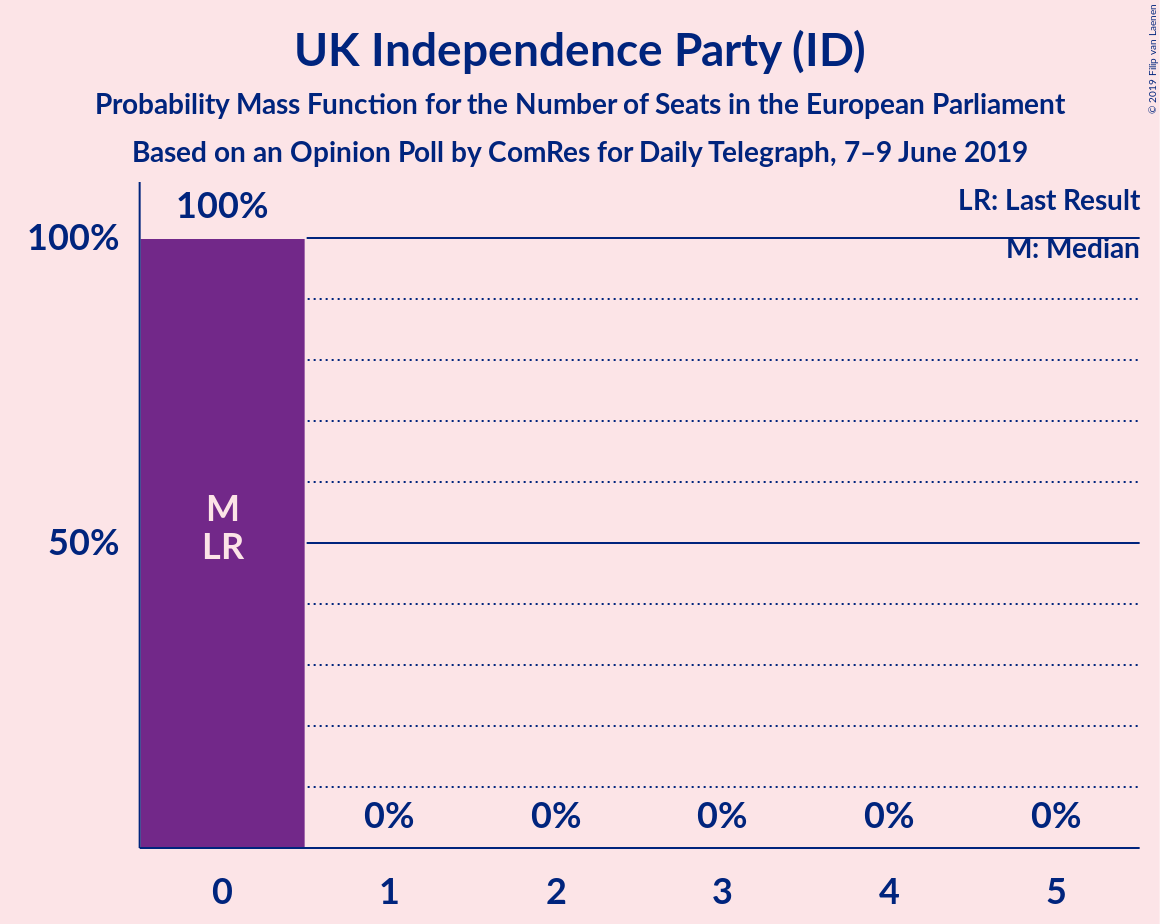 UK Independence Party (ID)
Probability Mass Function for the Number of Seats in the European Parliament
Based on an Opinion Poll by ComRes for Daily Telegraph, 7–9 June 2019
© 2019 Filip van Laenen
LR: Last Result
M: Median
100%
100%
50%
M
LR
0% 0% 0% 0% 0%
0 1 2 3 4 5